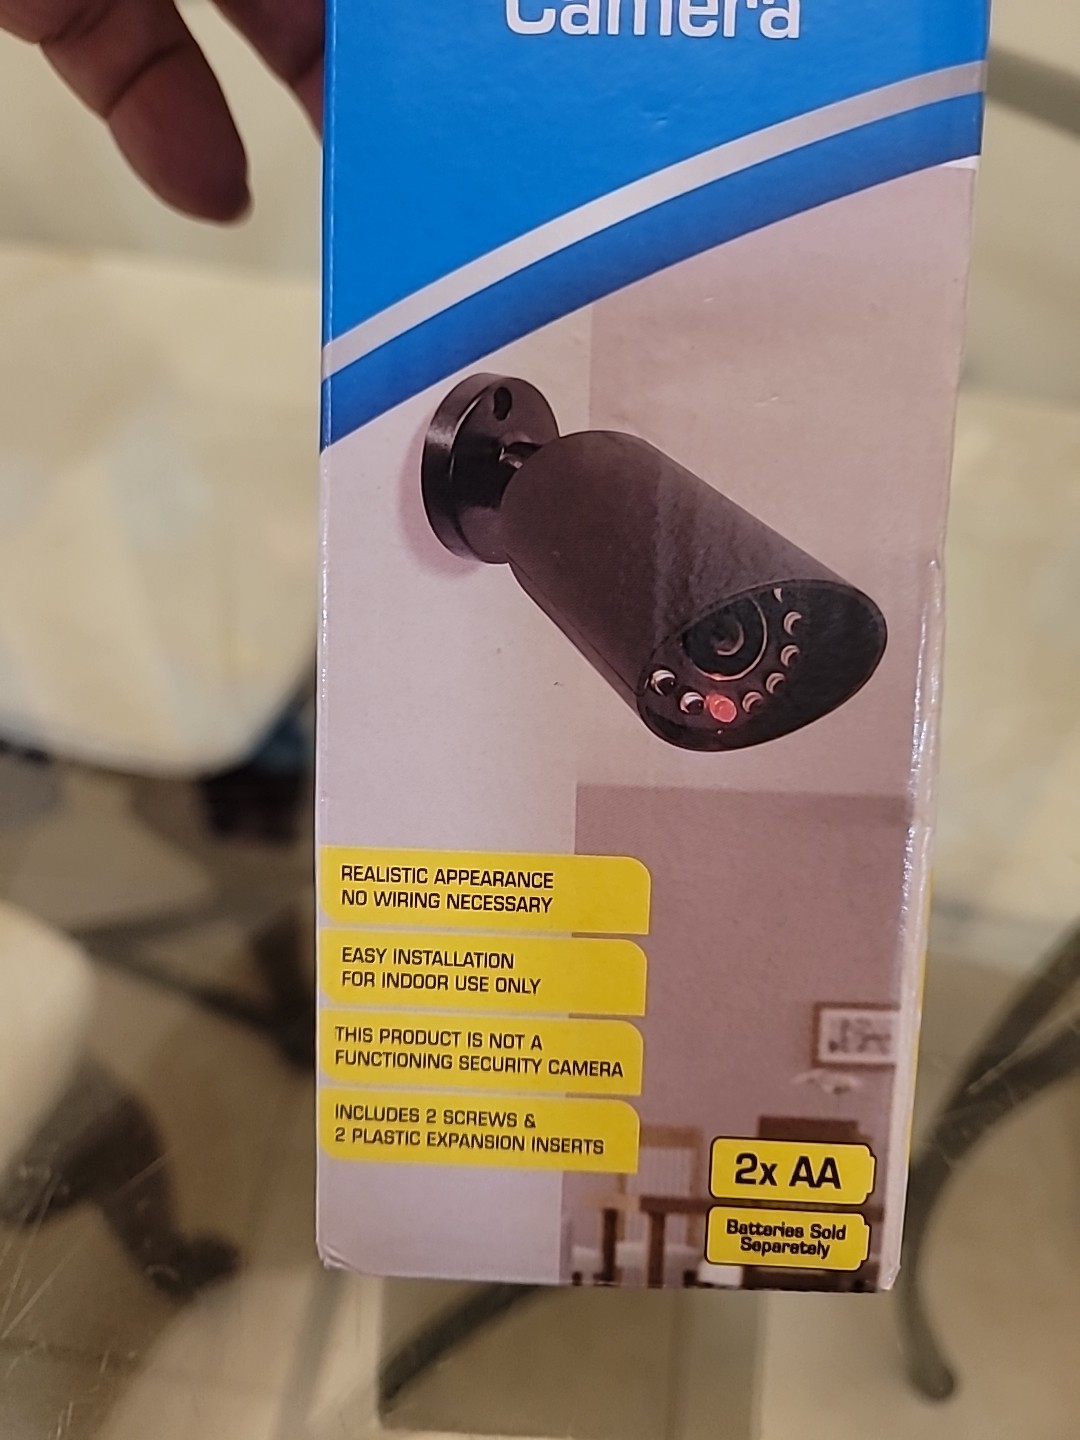 Camera
REALISTIC APPEARANCE
NO WIRING NECESSARY
EASY INSTALLATION
FOR INDOOR USE ONLY
THIS PRODUCT IS NOT A
FUNCTIONING SECURITY CAMERA
INCLUDES 2 SCREWS &
2 PLASTIC EXPANSION INSERTS
2x AA
Batteries Sold
Separately